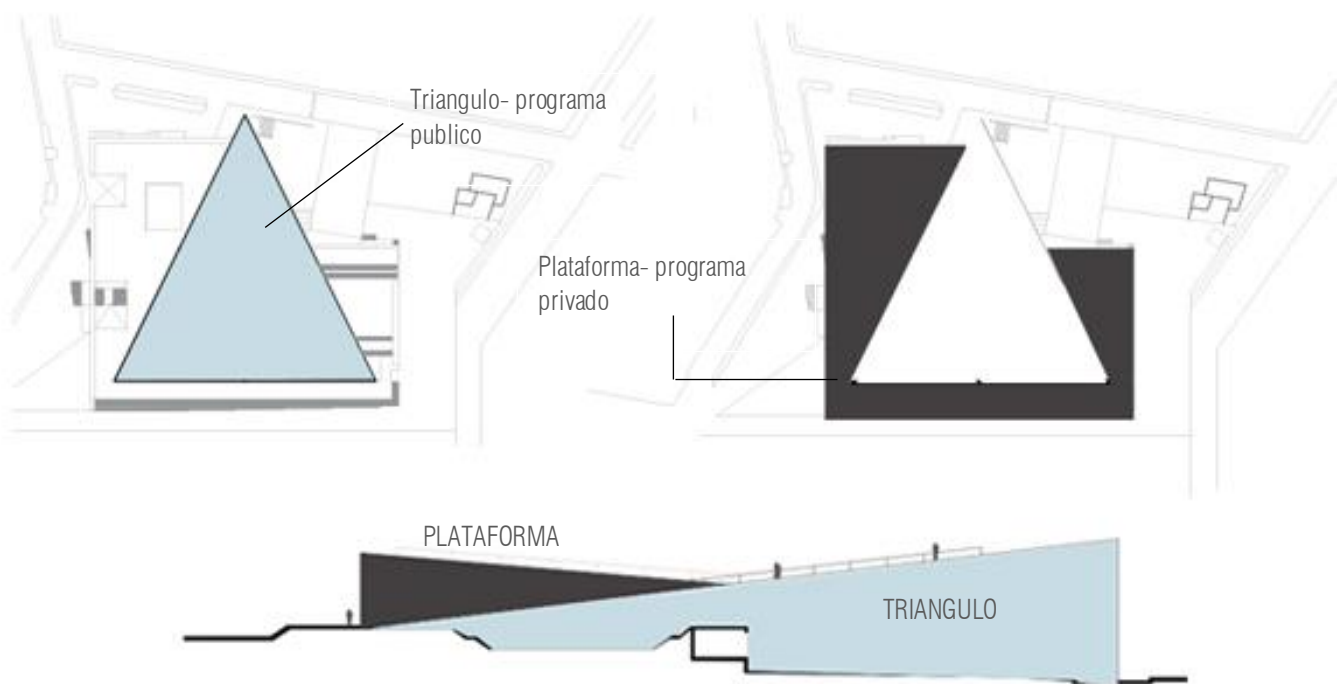 Triangulo- programa
publico
Plataforma- programa
privado
PLATAFORMA
TRIANGULO